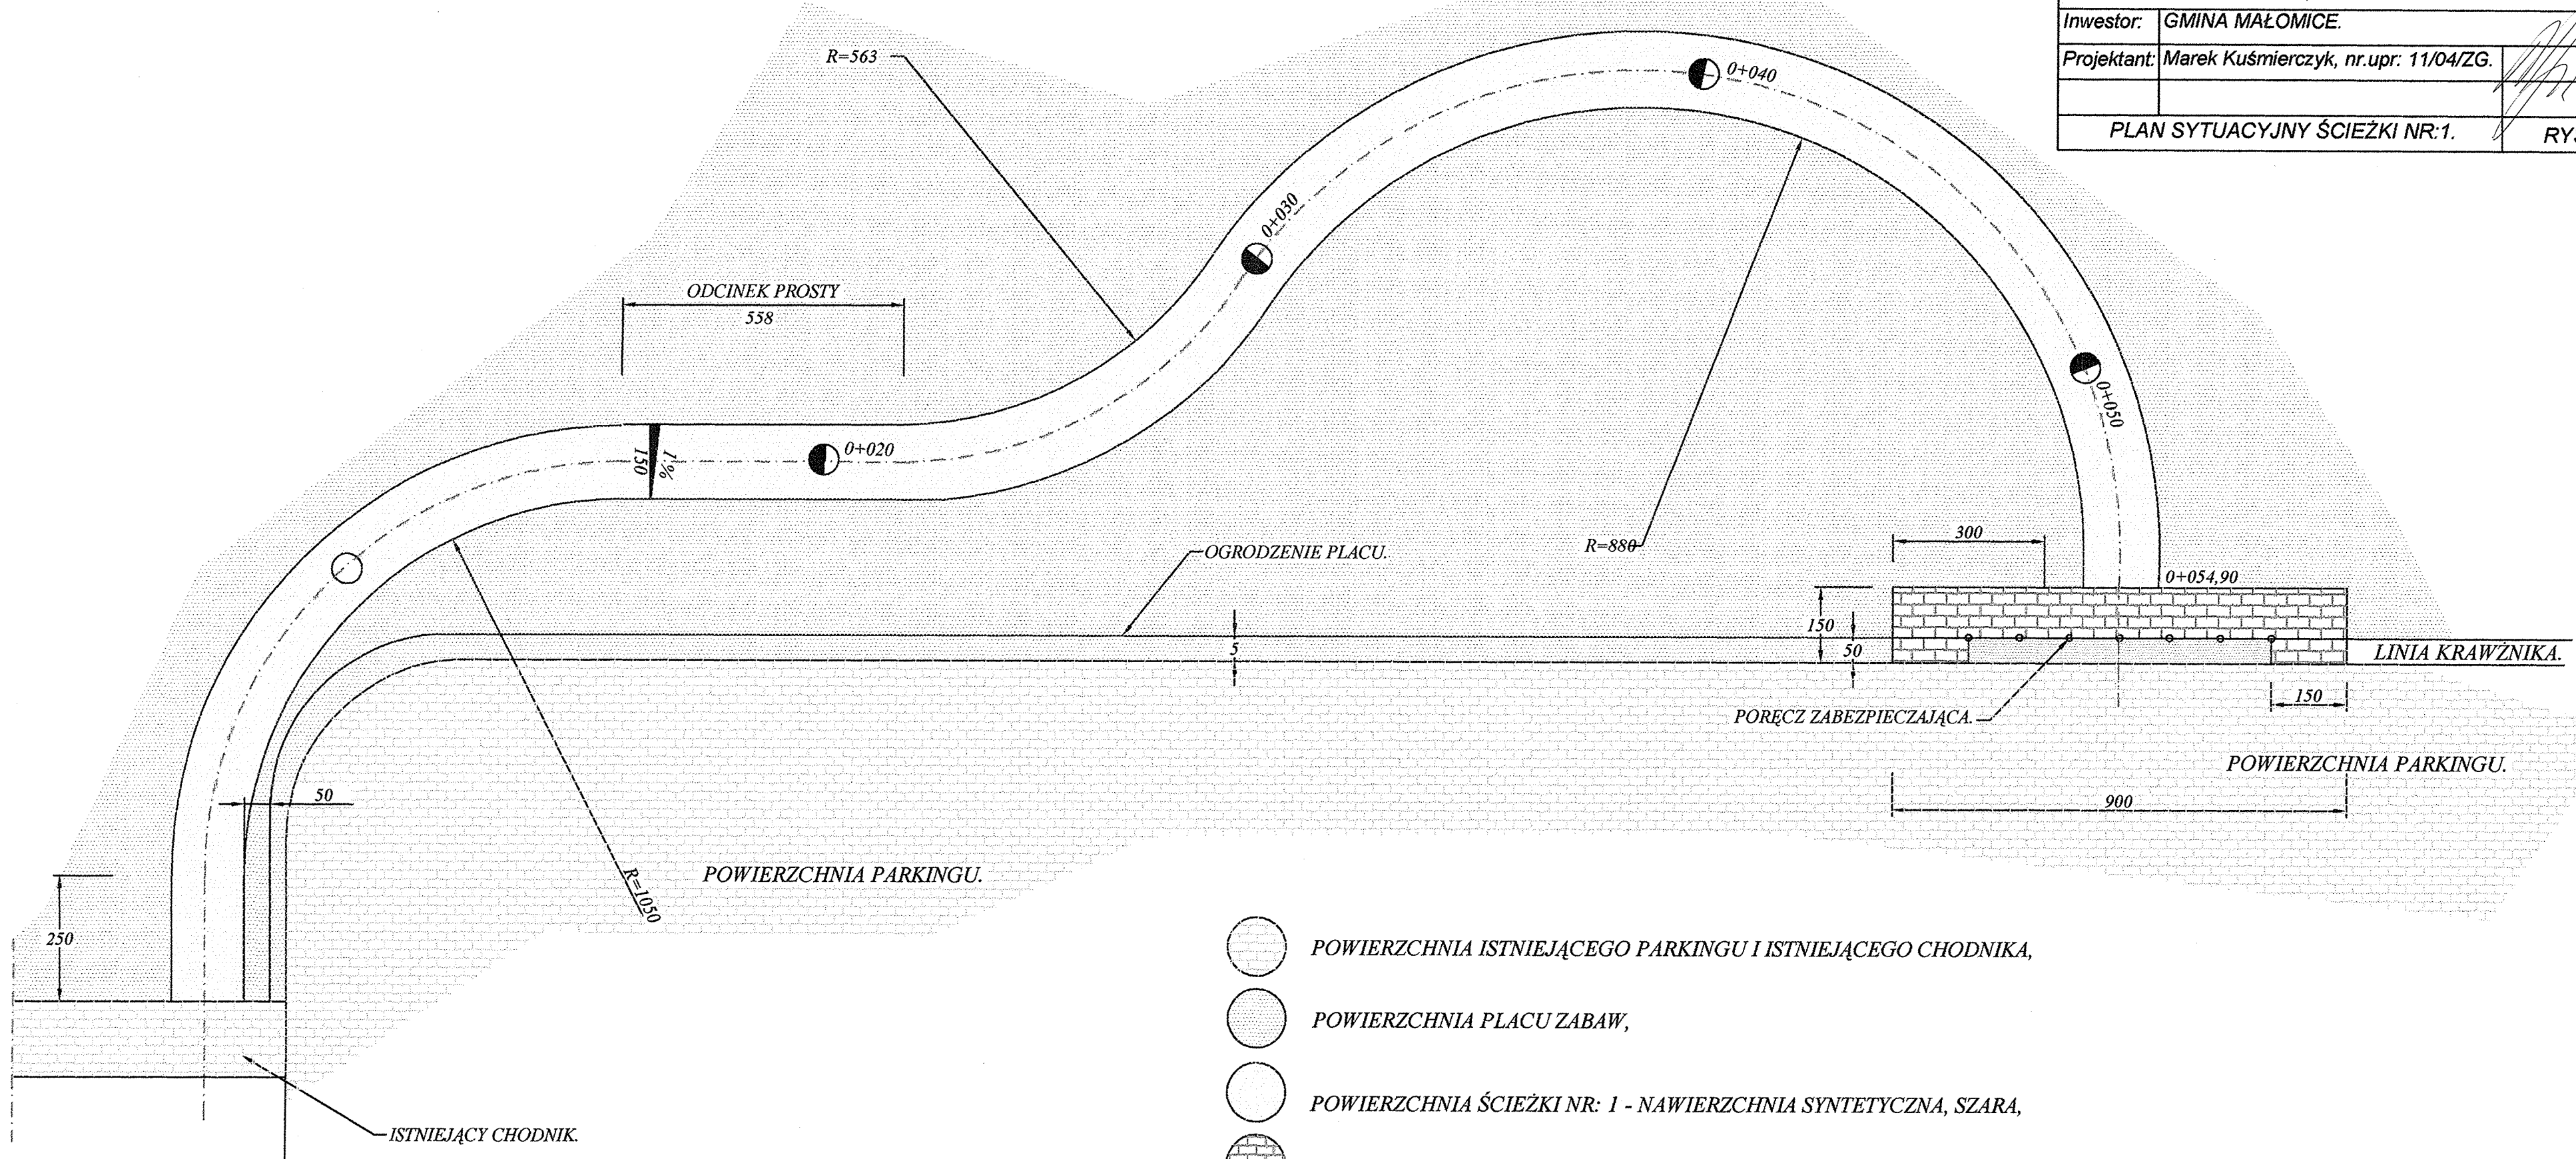 Inwestor: GMINA MAŁOMICE.
Projektant: Marek Kuśmierczyk, nr.upr: 11/04/ZG.
PLAN SYTUACYJNY ŚCIEŻKI NR:1.
R=563
0+040
0+030
ODCINEK PROSTY
558
0+050
0+020
150
1%
300
OGRODZENIE PLACU.
R=880
0+054,90
150
5
50
LINIA KRAWŻNIKA.
150
PORĘCZ ZABEZPIECZAJĄCA.
POWIERZCHNIA PARKINGU.
50
900
R=1050
POWIERZCHNIA PARKINGU.
250
POWIERZCHNIA ISTNIEJĄCEGO PARKINGU I ISTNIEJĄCEGO CHODNIKA,
POWIERZCHNIA PLACU ZABAW,
POWIERZCHNIA ŚCIEŻKI NR: 1 - NAWIERZCHNIA SYNTETYCZNA, SZARA,
ISTNIEJĄCY CHODNIK.